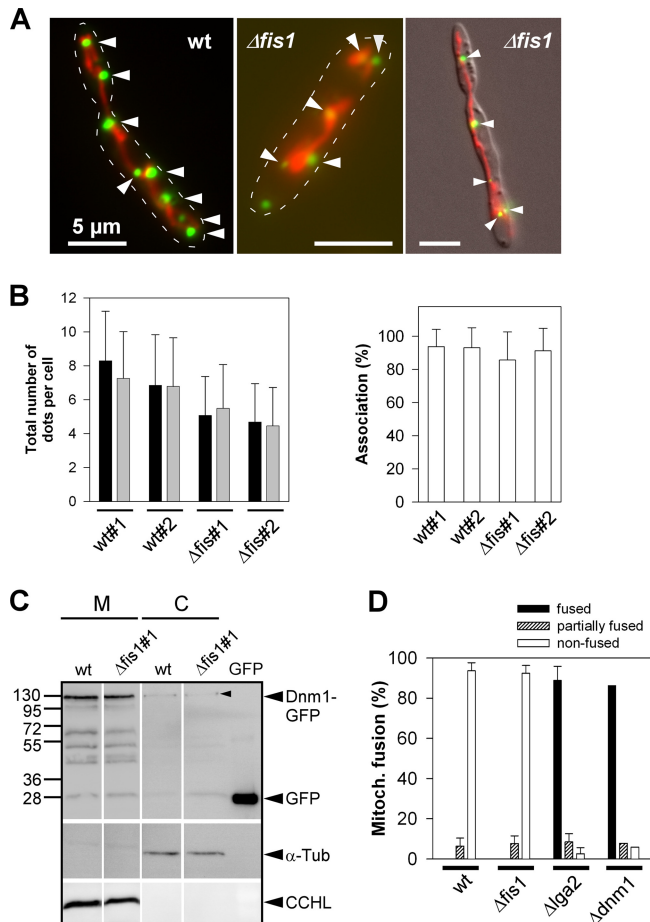 A
wt
Δfis1
Δfis1
5 µm
B
Total number of
dots per cell
12
10
8
6
4
2
0
wt#1
wt#2
Δfis#1
Δfis#2
Association (%)
100
80
60
40
20
0
wt#1
wt#2
Δfis#1
Δfis#2
C
M
C
wt
Δfis1#1
wt
Δfis1#1
GFP
130
95
72
55
36
28
Dnm1-
GFP
GFP
α-Tub
CCHL
D
fused
partially fused
non-fused
Mitoch. fusion (%)
100
80
60
40
20
0
wt
Δfis1
Δlga2
Δdnm1